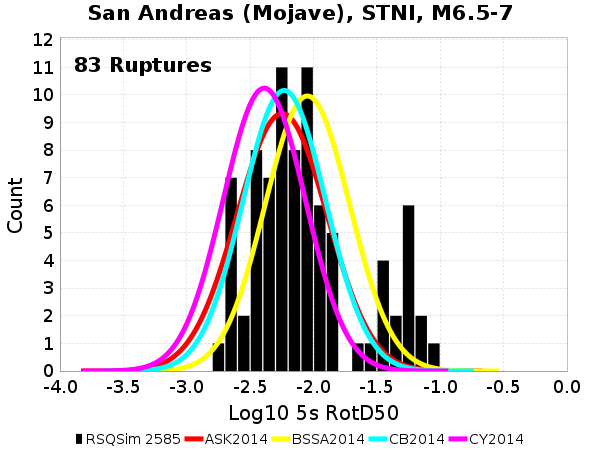 San Andreas (Mojave), STNI, M6.5-7
12
83 Ruptures
11
10
9
8
7
6
5
4
3
2
1
0
Count
-4.0 -3.5 -3.0 -2.5 -2.0 -1.5 -1.0 -0.5 0.0
Log10 5s RotD50
RSQSim 2585 ASK2014 BSSA2014 CB2014 CY2014